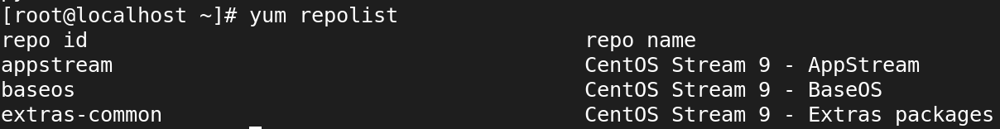 [root@localhost ~]# yum repolist
repo id repo name
appstream CentOS Stream 9 - AppStream
baseos CentOS Stream 9 - BaseOS
extras-common CentOS Stream 9 - Extras packages